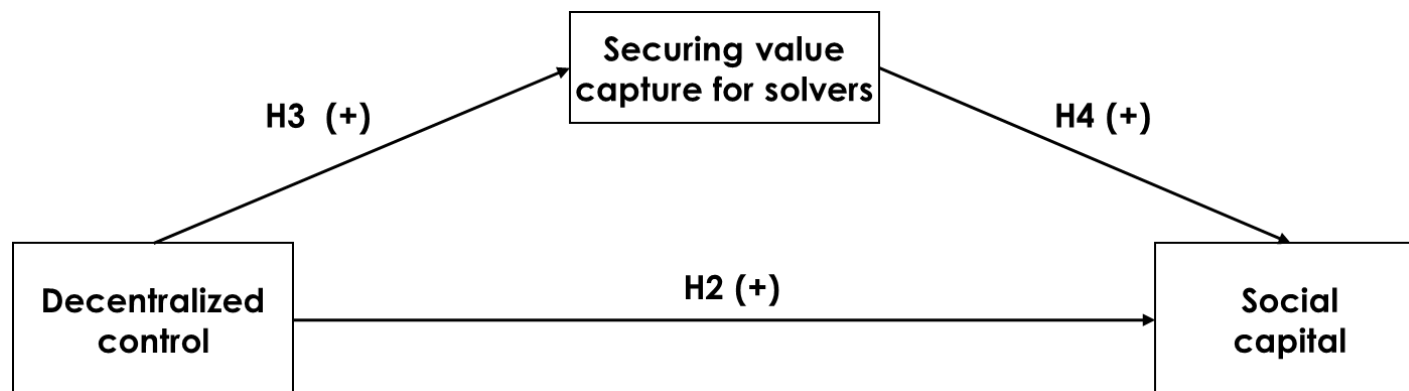 Securing value
capture for solvers
H3 (+)
H4 (+)
Decentralized
control
H2 (+)
Social
capital